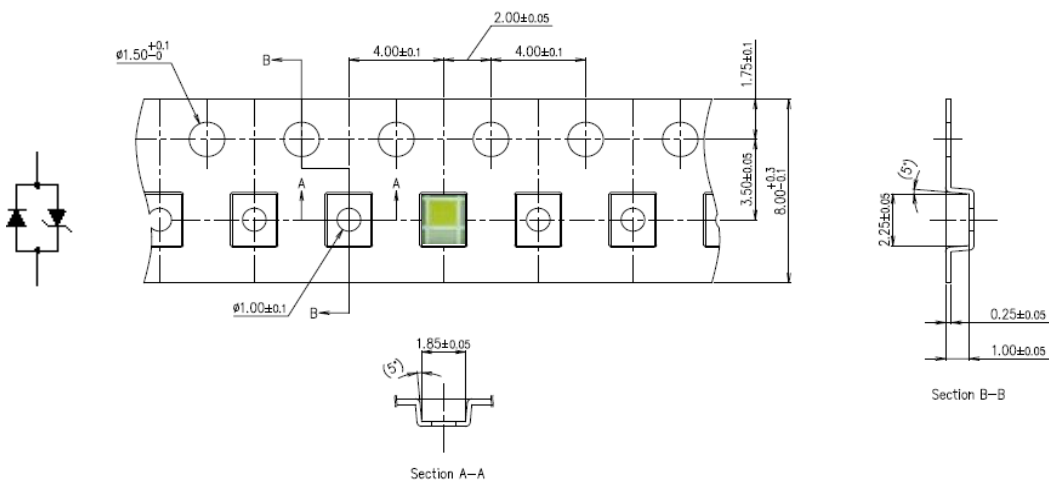 2.00±0.05
ø1.50 +0.1 -0
B
4.00±0.1
4.00±0.1
1.75±0.1
A
A
3.50±0.05
8.00 +0.3 -0.1
(5°)
2.25±0.05
ø1.00±0.1
B
0.25±0.05
1.85±0.05
1.00±0.05
(5°)
Section B-B
Section A-A